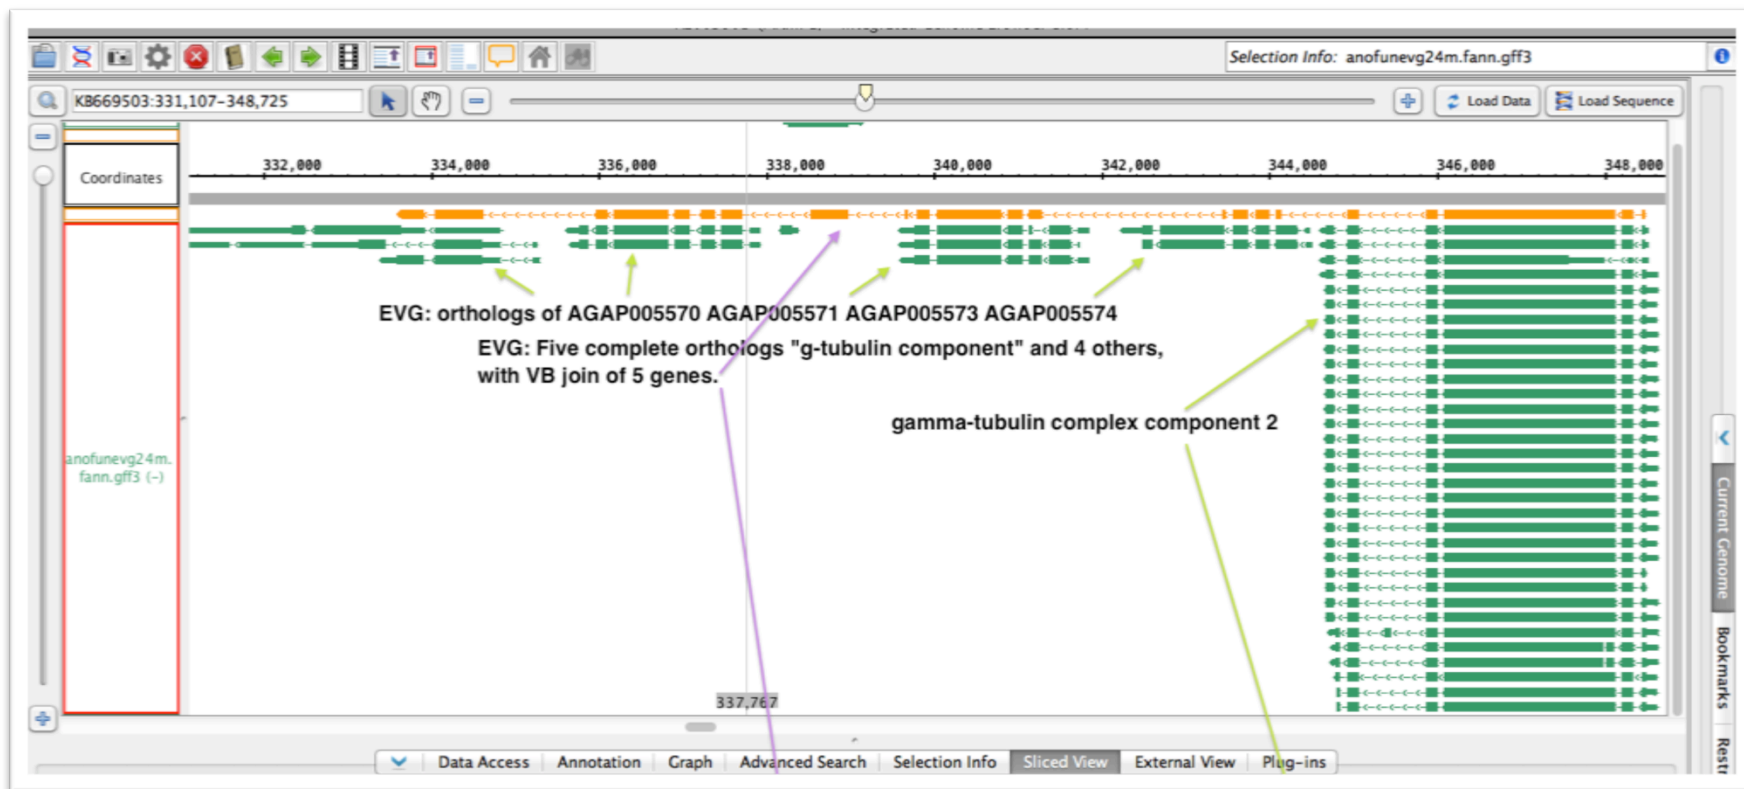 Selection Info: anofunevg24m.fann.gff3
KB669503:331,107-348,725
Load Data
Load Sequence
Coordinates
332,000 334,000 336,000 338,000 340,000 342,000 344,000 346,000 348,000
EVG: orthologs of AGAP005570 AGAP005571 AGAP005573 AGAP005574
EVG: Five complete orthologs "g-tubulin component" and 4 others,
with VB join of 5 genes.
gamma-tubulin complex component 2
anofunevg24m.
fann.gff3 (-)
337,767
Current Genome
Bookmarks
Data Access Annotation Graph Advanced Search Selection Info Sliced View External View Plug-ins